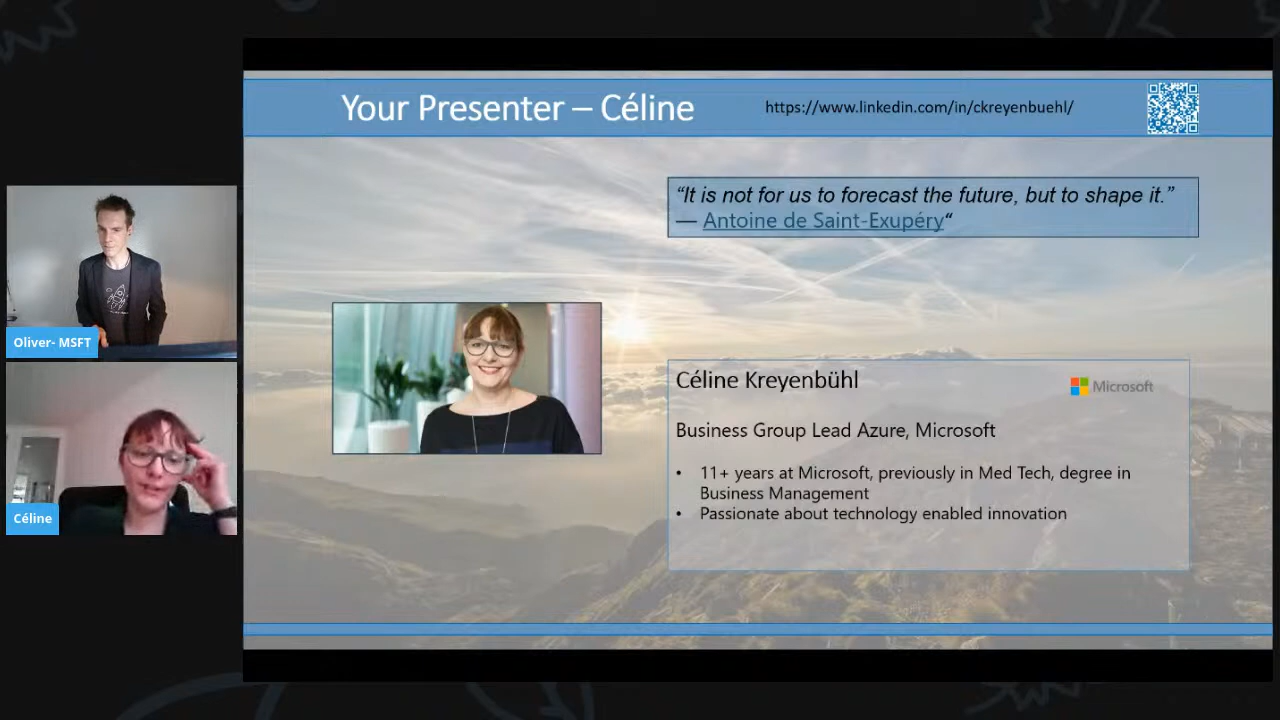 Your Presenter – Céline
https://www.linkedin.com/in/ckreyenbuehl/
“It is not for us to forecast the future, but to shape it.”
— Antoine de Saint-Exupéry“
Oliver- MSFT
Céline
Céline Kreyenbühl
Microsoft
Business Group Lead Azure, Microsoft
• 11+ years at Microsoft, previously in Med Tech, degree in
Business Management
• Passionate about technology enabled innovation